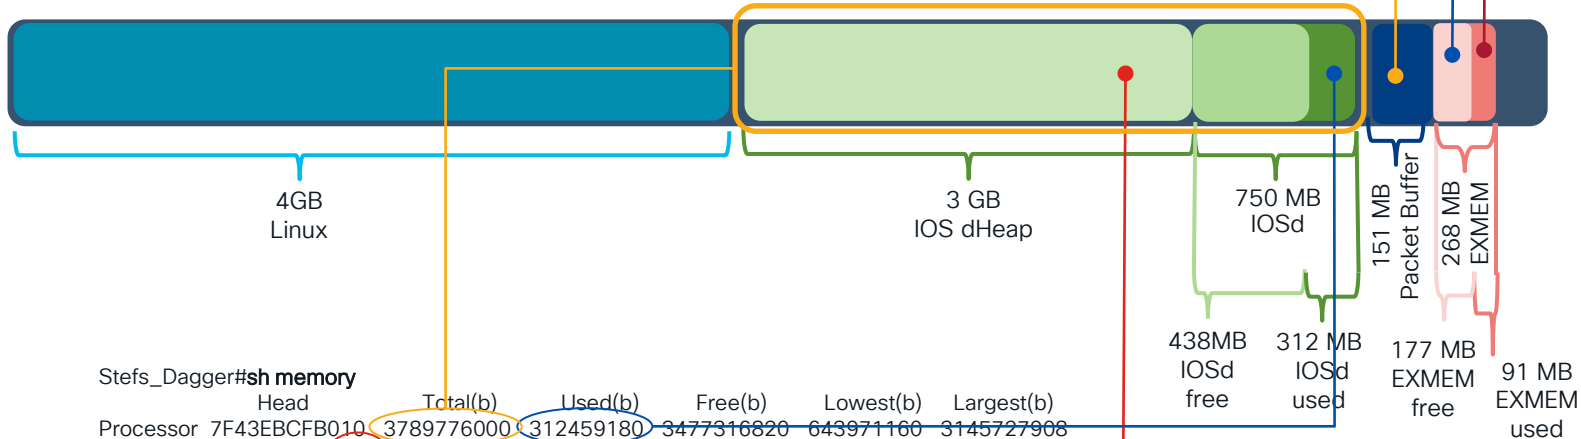 4GB
Linux
3 GB
IOS dHeap
750 MB
IOSd
151 MB
Packet Buffer
268 MB
EXMEM
438MB
IOSd
free
312 MB
IOSd
used
177 MB
EXMEM
free
91 MB
EXMEM
used
Stefs_Dagger#sh memory
Head Total(b) Used(b) Free(b) Lowest(b) Largest(b)
Processor 7F43EBCFB010 3789776000 312459180 3477316820 643971160 3145727908